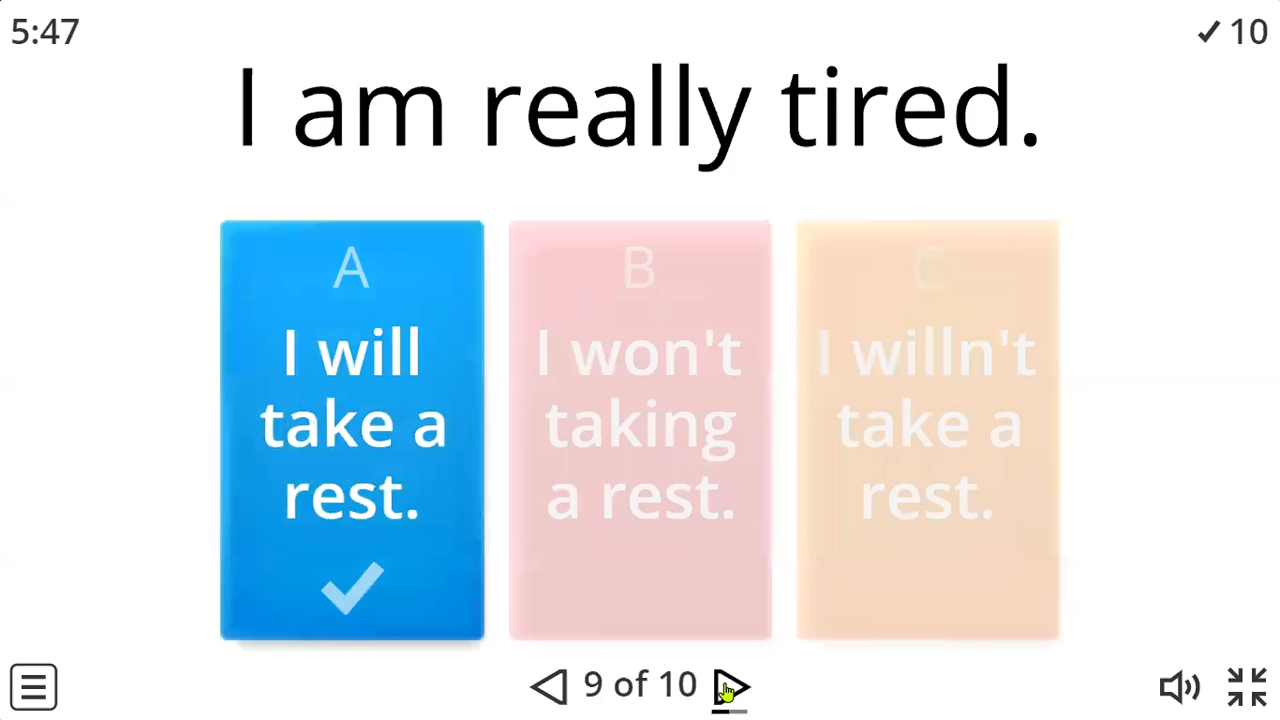 5:47
✓ 10
I am really tired.
A
I will
take a
rest.
B
I won't
taking
a rest.
C
I willn't
take a
rest.
9 of 10